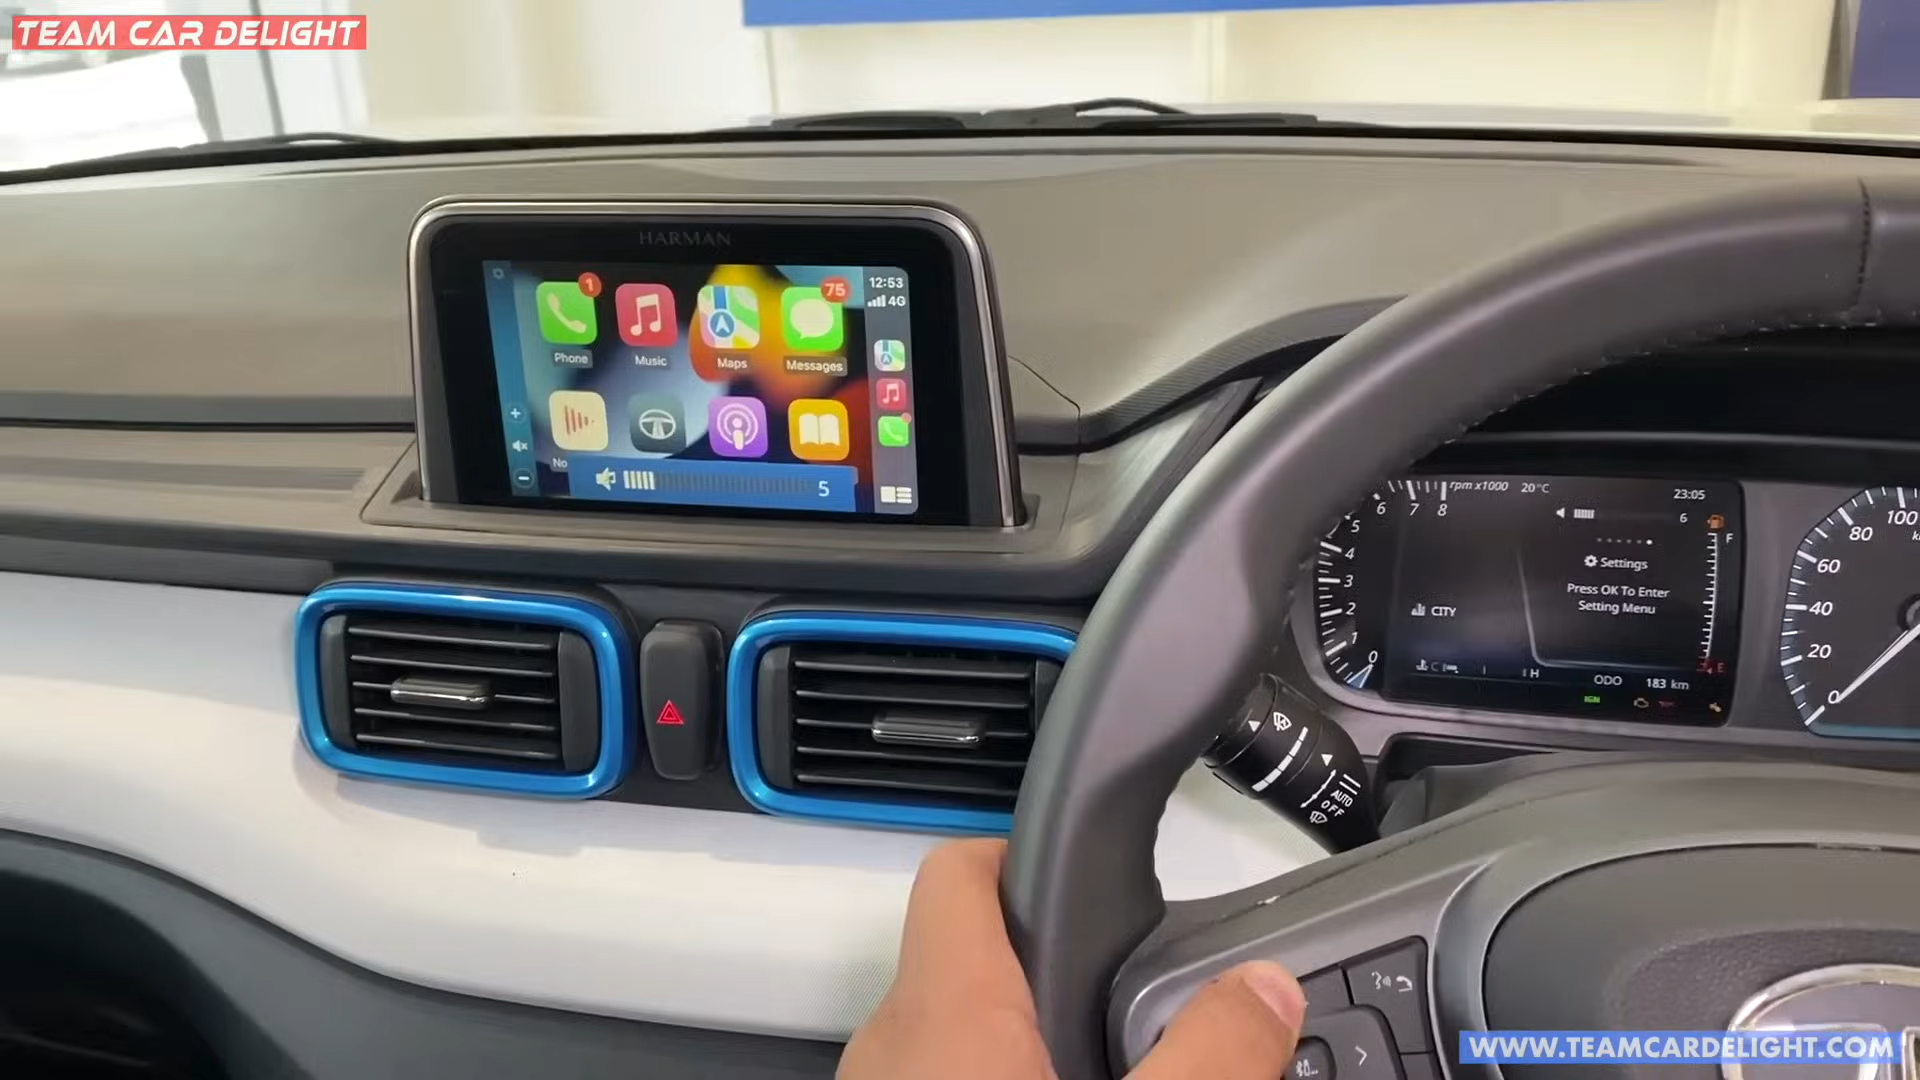 TEAM CAR DELIGHT
HARMAN
1
75
12:53
4G
Phone
Music
Maps
Messages
No
5
rpm x1000
20°C
23:05
6
5
6
7
8
4
3
2
1
0
F
Settings
Press OK To Enter
Setting Menu
CITY
C
H
E
ODO
183 km
IGN
100
80
60
40
20
0
AUTO
OFF
WWW.TEAMCARDELIGHT.COM